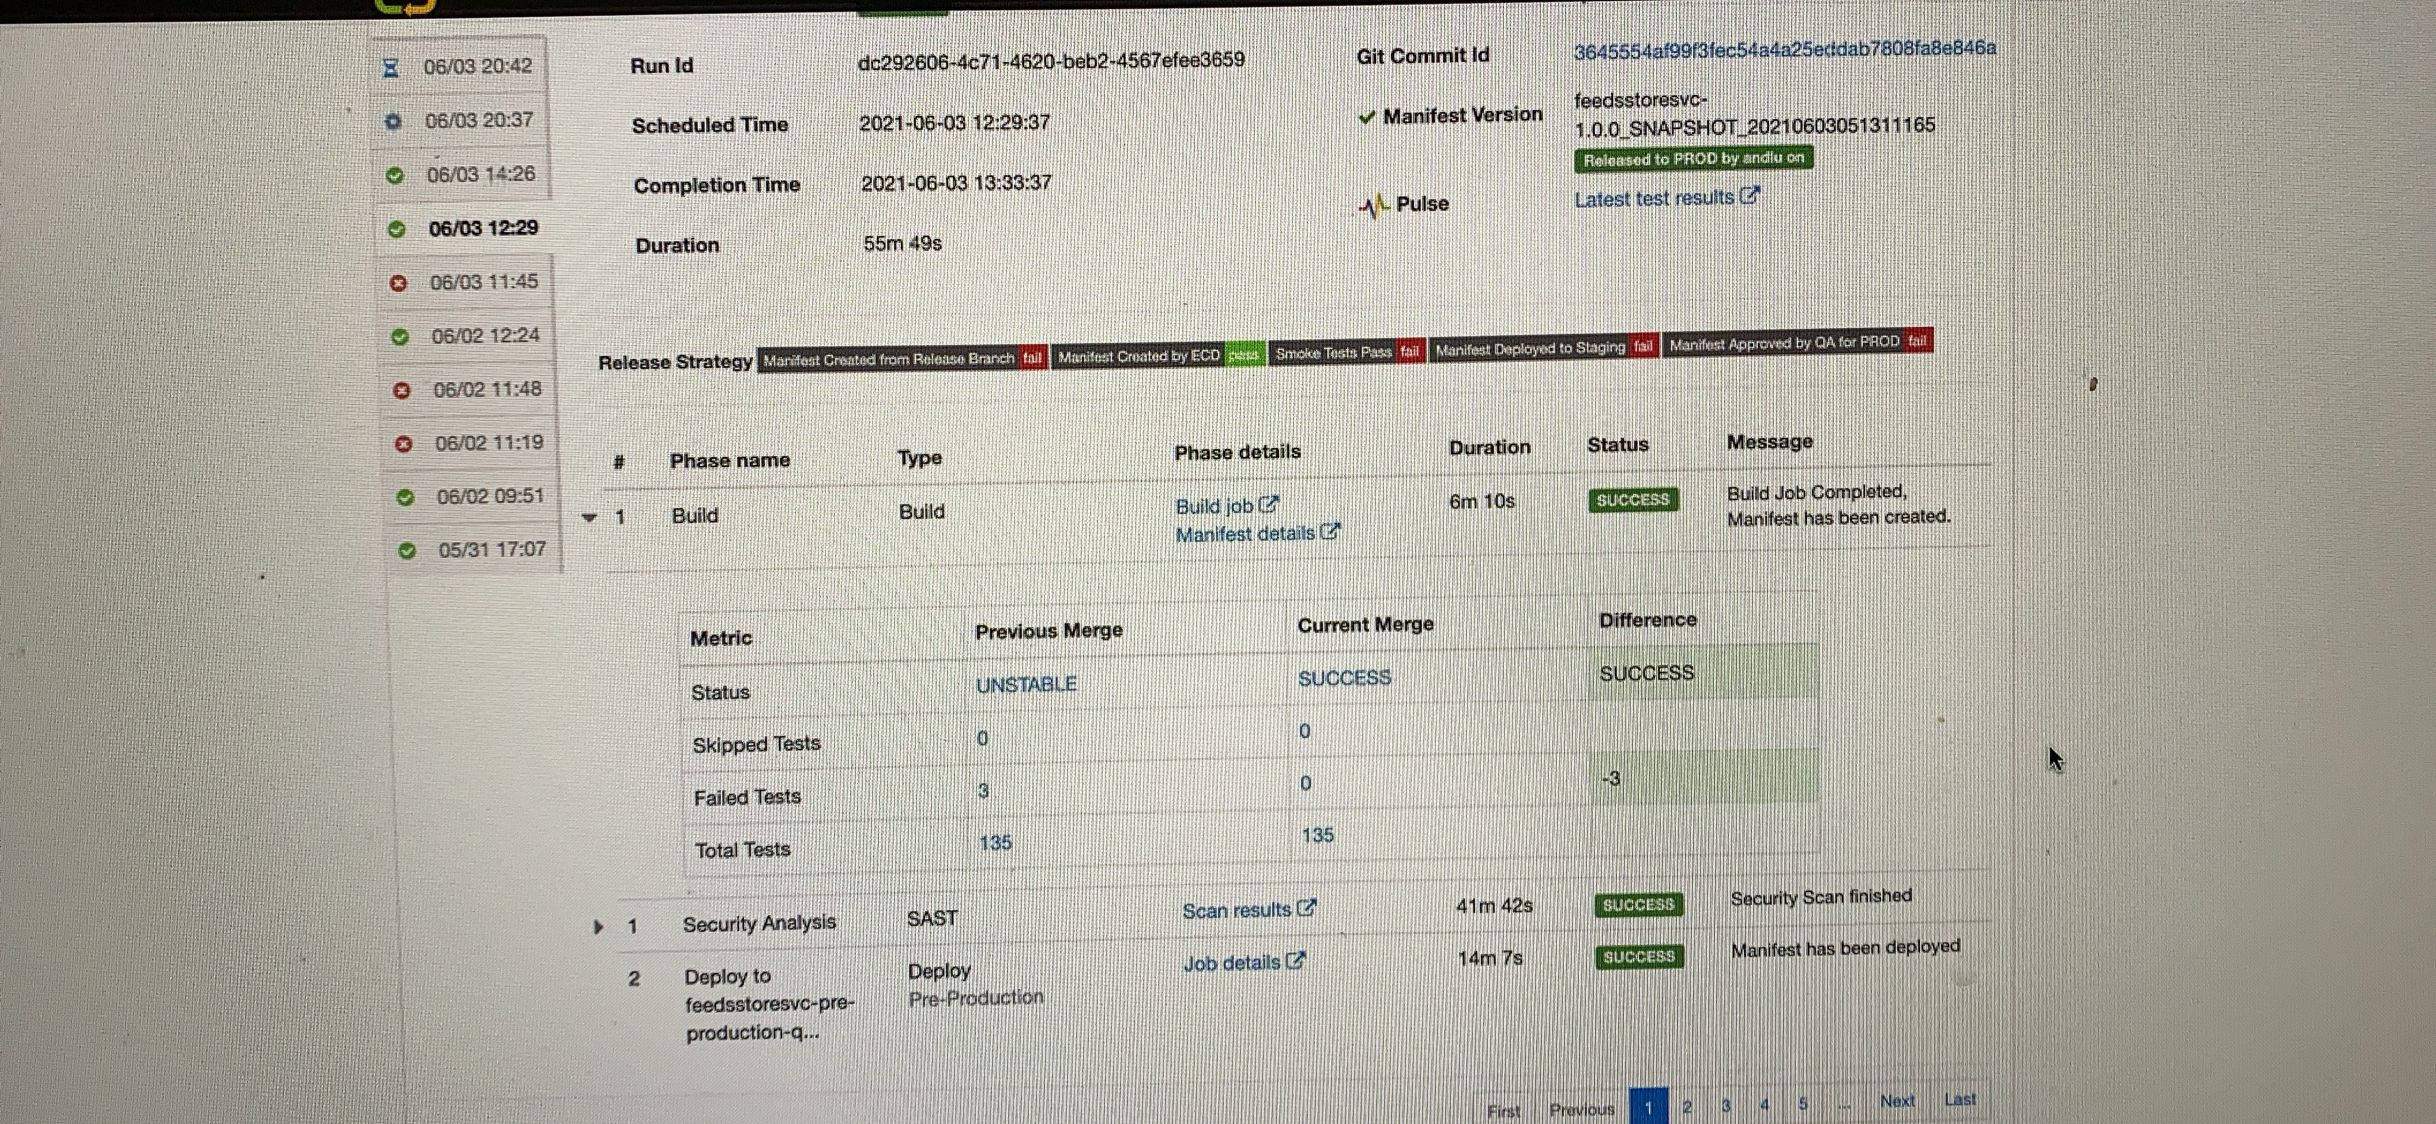 06/03 20:42
06/03 20:37
06/03 14:26
06/03 12:29
06/03 11:45
06/02 12:24
06/02 11:48
06/02 11:19
06/02 09:51
05/31 17:07
Run Id dc292606-4c71-4620-beb2-4567efee3659
Scheduled Time 2021-06-03 12:29:37
Completion Time 2021-06-03 13:33:37
Duration 55m 49s
Git Commit Id 3645554af99f3fec54a4a25eddab7808fa8e846a
Manifest Version feedsstoresvc-
1.0.0_SNAPSHOT_20210603051311165
Released to PROD by andlu on
Pulse Latest test results
Release Strategy Manifest Created from Release Branch fail Manifest Created by ECD pass Smoke Tests Pass fail Manifest Deployed to Staging fail Manifest Approved by QA for PROD fail
# Phase name Type Phase details Duration Status Message
1 Build Build Build job 6m 10s SUCCESS Build Job Completed,
Manifest details Manifest has been created.
Metric Previous Merge Current Merge Difference
Status UNSTABLE SUCCESS SUCCESS
Skipped Tests 0 0
Failed Tests 3 0 -3
Total Tests 135 135
1 Security Analysis SAST Scan results 41m 42s SUCCESS Security Scan finished
2 Deploy to Deploy Job details 14m 7s SUCCESS Manifest has been deployed
feedsstoresvc-pre- Pre-Production
production-q...
First Previous 1 2 3 4 5 ... Next Last